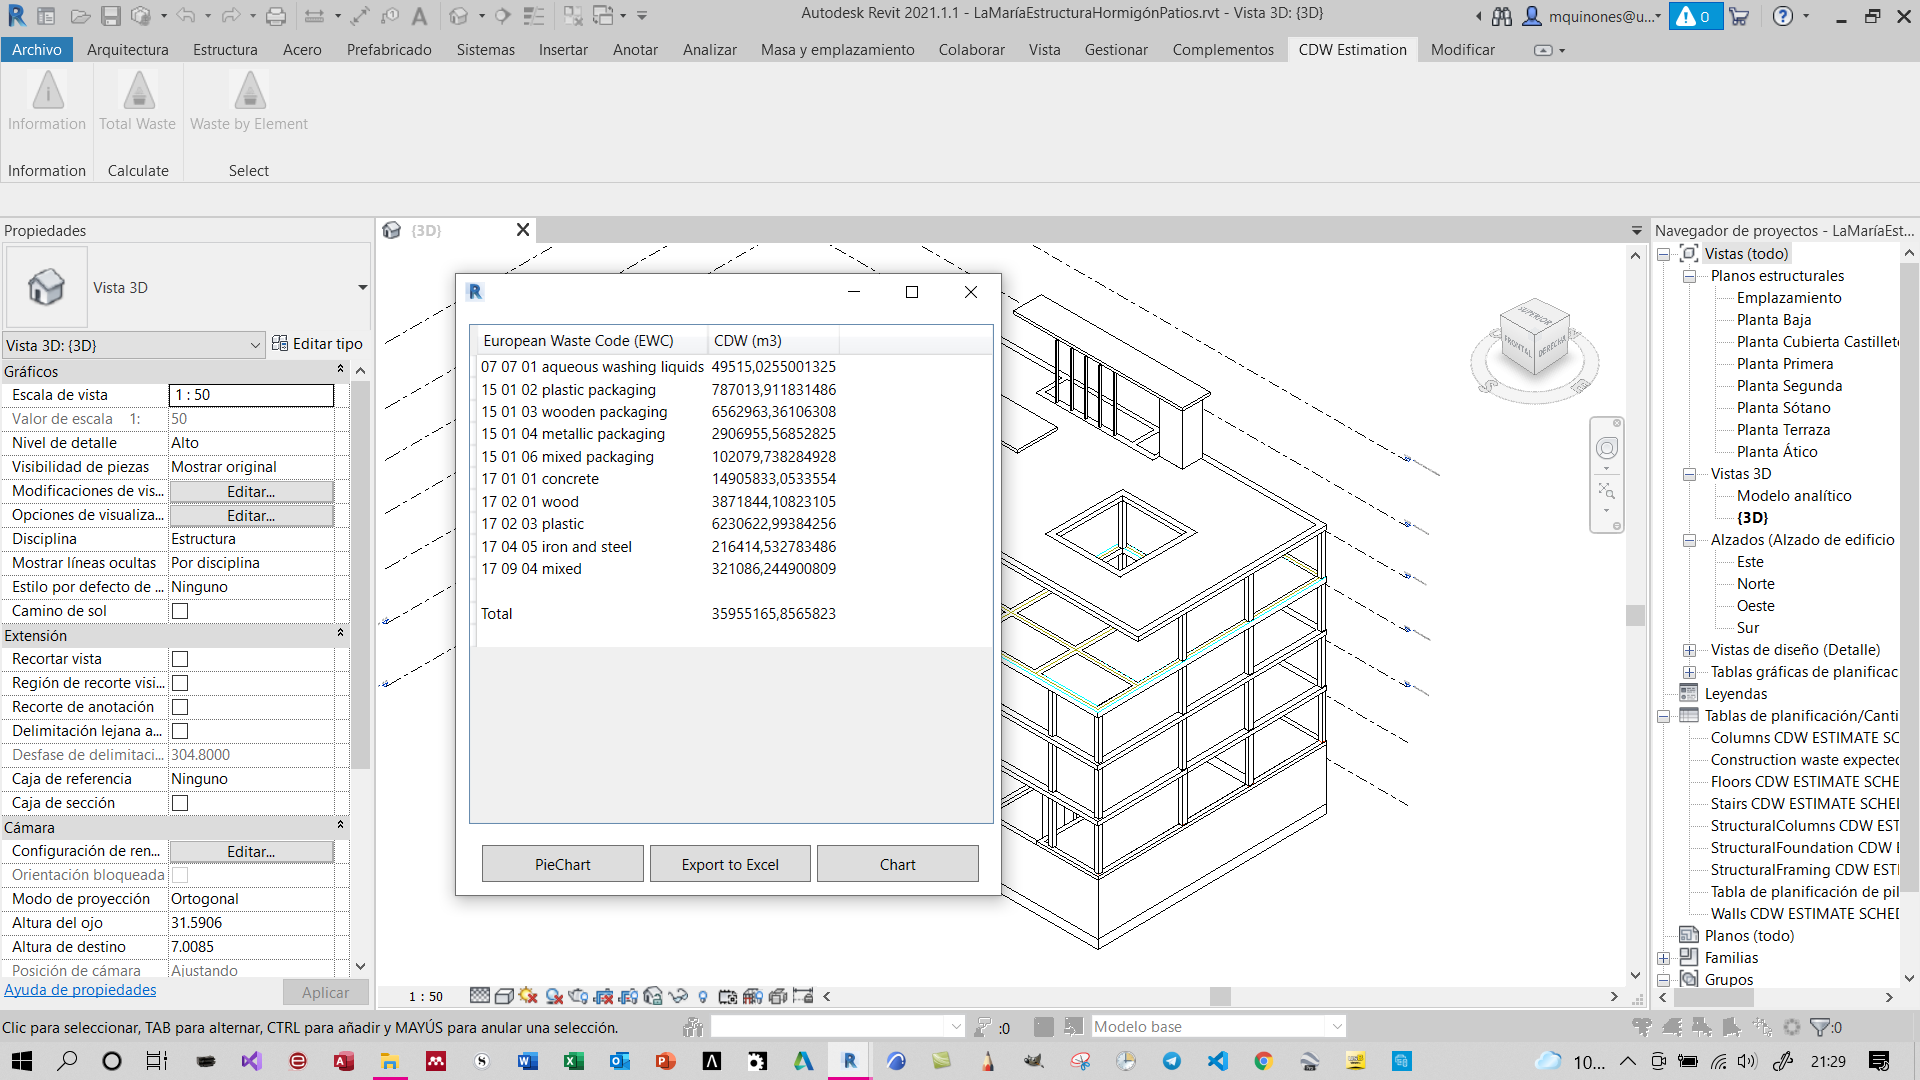 Autodesk Revit 2021.1.1 - LaMaríaEstructuraHormigónPatios.rvt - Vista 3D: {3D}
mquinones@u...
0
Archivo Arquitectura Estructura Acero Prefabricado Sistemas Insertar Anotar Analizar Masa y emplazamiento Colaborar Vista Gestionar Complementos CDW Estimation Modificar
Information Total Waste Waste by Element
Information Calculate Select
Propiedades
Vista 3D
Vista 3D: {3D}
Editar tipo
Gráficos
Escala de vista 1 : 50
Valor de escala 1: 50
Nivel de detalle Alto
Visibilidad de piezas Mostrar original
Modificaciones de vis... Editar...
Opciones de visualiza... Editar...
Disciplina Estructura
Mostrar líneas ocultas Por disciplina
Estilo por defecto de ... Ninguno
Camino de sol
Extensión
Recortar vista
Región de recorte visi...
Recorte de anotación
Delimitación lejana a...
Desfase de delimitaci... 304.8000
Caja de referencia Ninguno
Caja de sección
Cámara
Configuración de ren... Editar...
Orientación bloqueada
Modo de proyección Ortogonal
Altura del ojo 31.5906
Altura de destino 7.0085
Posición de cámara Ajustando
Ayuda de propiedades
Aplicar
{3D}
European Waste Code (EWC) CDW (m3)
07 07 01 aqueous washing liquids 49515,0255001325
15 01 02 plastic packaging 787013,911831486
15 01 03 wooden packaging 6562963,36106308
15 01 04 metallic packaging 2906955,56852825
15 01 06 mixed packaging 102079,738284928
17 01 01 concrete 14905833,0533554
17 02 01 wood 3871844,10823105
17 02 03 plastic 6230622,99384256
17 04 05 iron and steel 216414,532783486
17 09 04 mixed 321086,244900809
Total 35955165,8565823
PieChart Export to Excel Chart
SUPERIOR
FRONTAL
DERECHA
Navegador de proyectos - LaMaríaEst...
Vistas (todo)
Planos estructurales
Emplazamiento
Planta Baja
Planta Cubierta Castillet
Planta Primera
Planta Segunda
Planta Sótano
Planta Terraza
Planta Ático
Vistas 3D
Modelo analítico
{3D}
Alzados (Alzado de edificio
Este
Norte
Oeste
Sur
Vistas de diseño (Detalle)
Tablas gráficas de planificac
Leyendas
Tablas de planificación/Canti
Columns CDW ESTIMATE SC
Construction waste expected
Floors CDW ESTIMATE SCHE
Stairs CDW ESTIMATE SCHE
StructuralColumns CDW EST
StructuralFoundation CDW
StructuralFraming CDW EST
Tabla de planificación de pil
Walls CDW ESTIMATE SCHED
Planos (todo)
Familias
Grupos
1 : 50
Clic para seleccionar, TAB para alternar, CTRL para añadir y MAYÚS para anular una selección.
:0
Modelo base
:0
10...
21:29